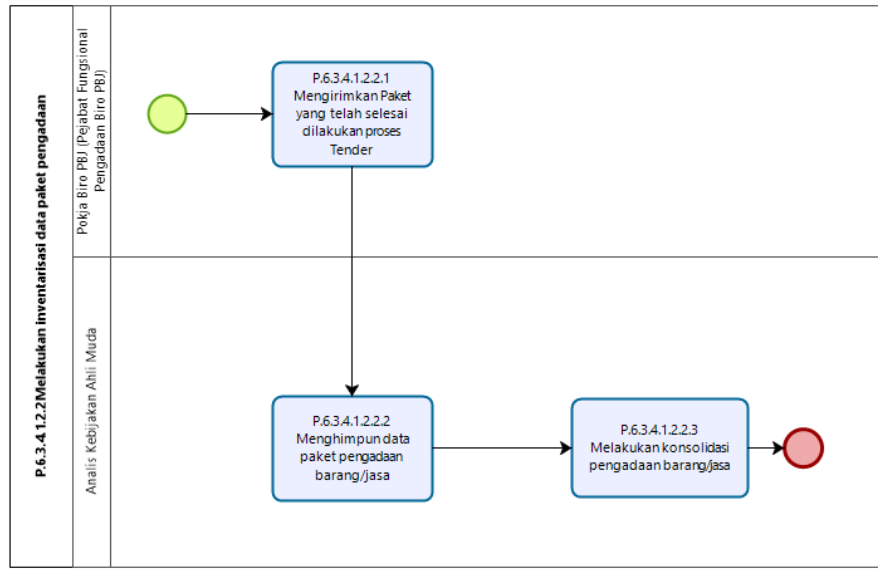 P.6.3.4.1.2.2Melakukan inventarisasi data paket pengadaan
Pokja Biro PBJ (Pejabat Fungsional
Pengadaan Biro PBJ)
P.6.3.4.1.2.2.1
Mengirimkan Paket
yang telah selesai
dilakukan proses
Tender
Analis Kebijakan Ahli Muda
P.6.3.4.1.2.2.2
Menghimpun data
paket pengadaan
barang/jasa
P.6.3.4.1.2.2.3
Melakukan konsolidasi
pengadaan barang/jasa